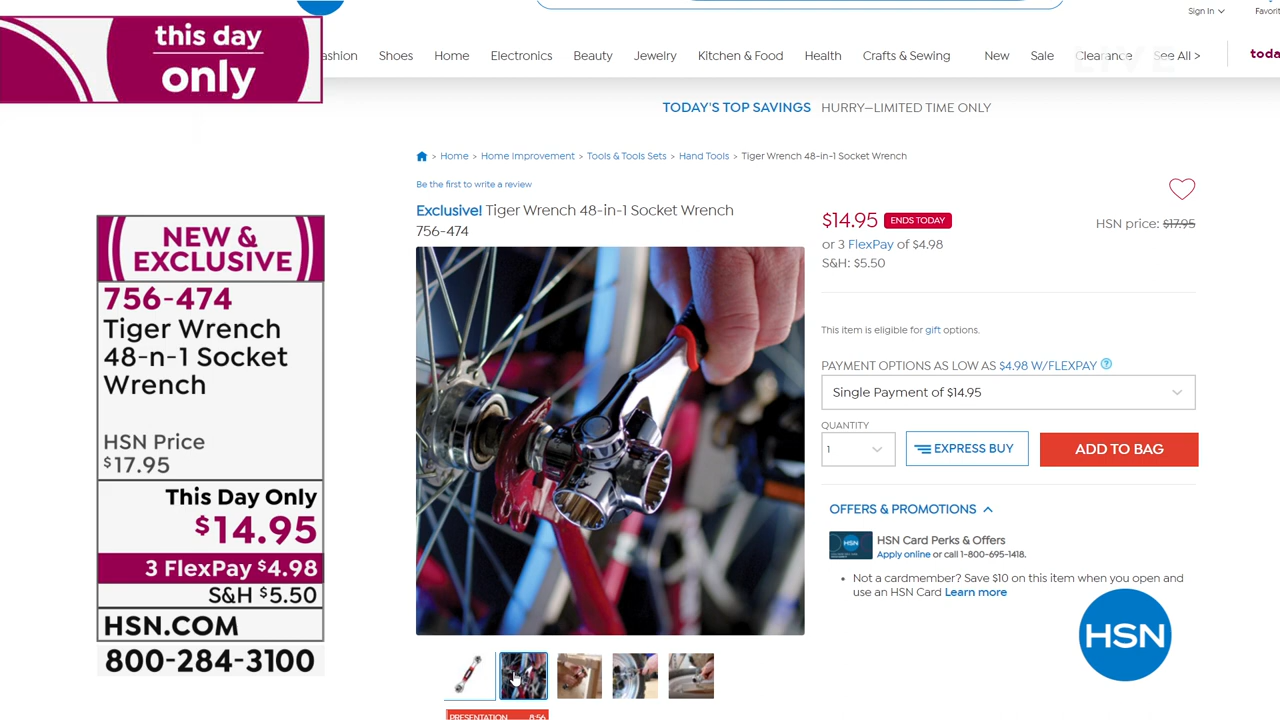 this day
only
Sign In
ashion Shoes Home Electronics Beauty Jewelry Kitchen & Food Health Crafts & Sewing New Sale Clearance See All >
LIVE
TODAY'S TOP SAVINGS HURRY—LIMITED TIME ONLY
> Home > Home Improvement > Tools & Tools Sets > Hand Tools > Tiger Wrench 48-in-1 Socket Wrench
Be the first to write a review
Exclusive! Tiger Wrench 48-in-1 Socket Wrench
756-474
$14.95 ENDS TODAY
HSN price: $17.95
or 3 FlexPay of $4.98
S&H: $5.50
This item is eligible for gift options.
PAYMENT OPTIONS AS LOW AS $4.98 W/FLEXPAY ?
Single Payment of $14.95
QUANTITY
1
EXPRESS BUY
ADD TO BAG
OFFERS & PROMOTIONS
HSN
HSN Card Perks & Offers
Apply online or call 1-800-695-1418.
• Not a cardmember? Save $10 on this item when you open and
use an HSN Card Learn more
HSN
NEW &
EXCLUSIVE
756-474
Tiger Wrench
48-n-1 Socket
Wrench
HSN Price
$17.95
This Day Only
$14.95
3 FlexPay $4.98
S&H $5.50
HSN.COM
800-284-3100
PRESENTATION 8:56